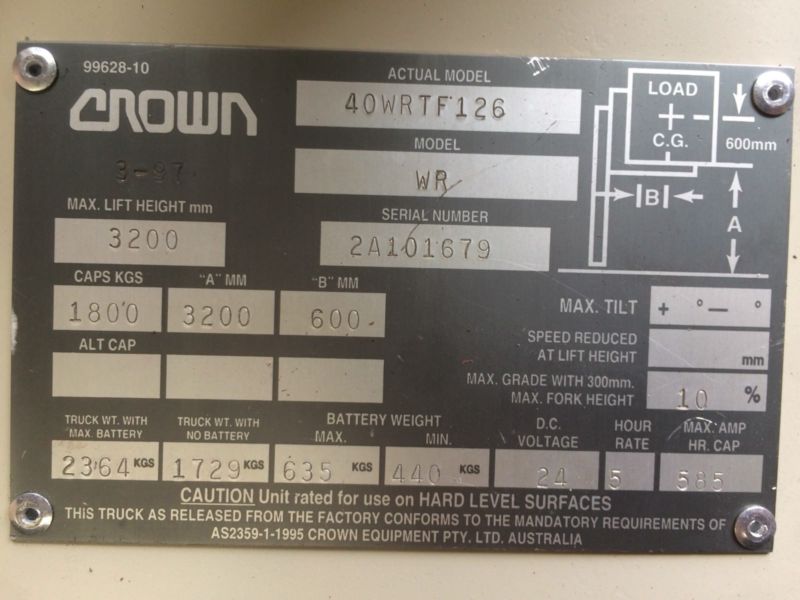 99628-10
CROWN
3-97
ACTUAL MODEL
40WRTF126
MODEL
WR
SERIAL NUMBER
2A101679
LOAD
C.G.
600mm
B
A
MAX. LIFT HEIGHT mm
3200
CAPS KGS "A" MM "B" MM
1800 3200 600
ALT CAP
MAX. TILT + ° — °
SPEED REDUCED
AT LIFT HEIGHT mm
MAX. GRADE WITH 300mm.
MAX. FORK HEIGHT 10 %
TRUCK WT. WITH
MAX. BATTERY
2364 KGS
TRUCK WT. WITH
NO BATTERY
1729 KGS
BATTERY WEIGHT
MAX. MIN.
635 KGS 440 KGS
D.C.
VOLTAGE
24
HOUR
RATE
5
MAX. AMP
HR. CAP
585
CAUTION Unit rated for use on HARD LEVEL SURFACES
THIS TRUCK AS RELEASED FROM THE FACTORY CONFORMS TO THE MANDATORY REQUIREMENTS OF
AS2359-1-1995 CROWN EQUIPMENT PTY. LTD. AUSTRALIA